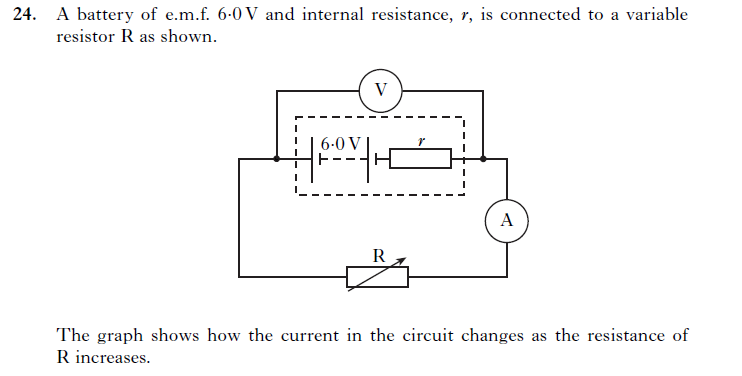 24. A battery of e.m.f. 6·0 V and internal resistance, r, is connected to a variable
resistor R as shown.
V
6·0 V
r
A
R
The graph shows how the current in the circuit changes as the resistance of
R increases.